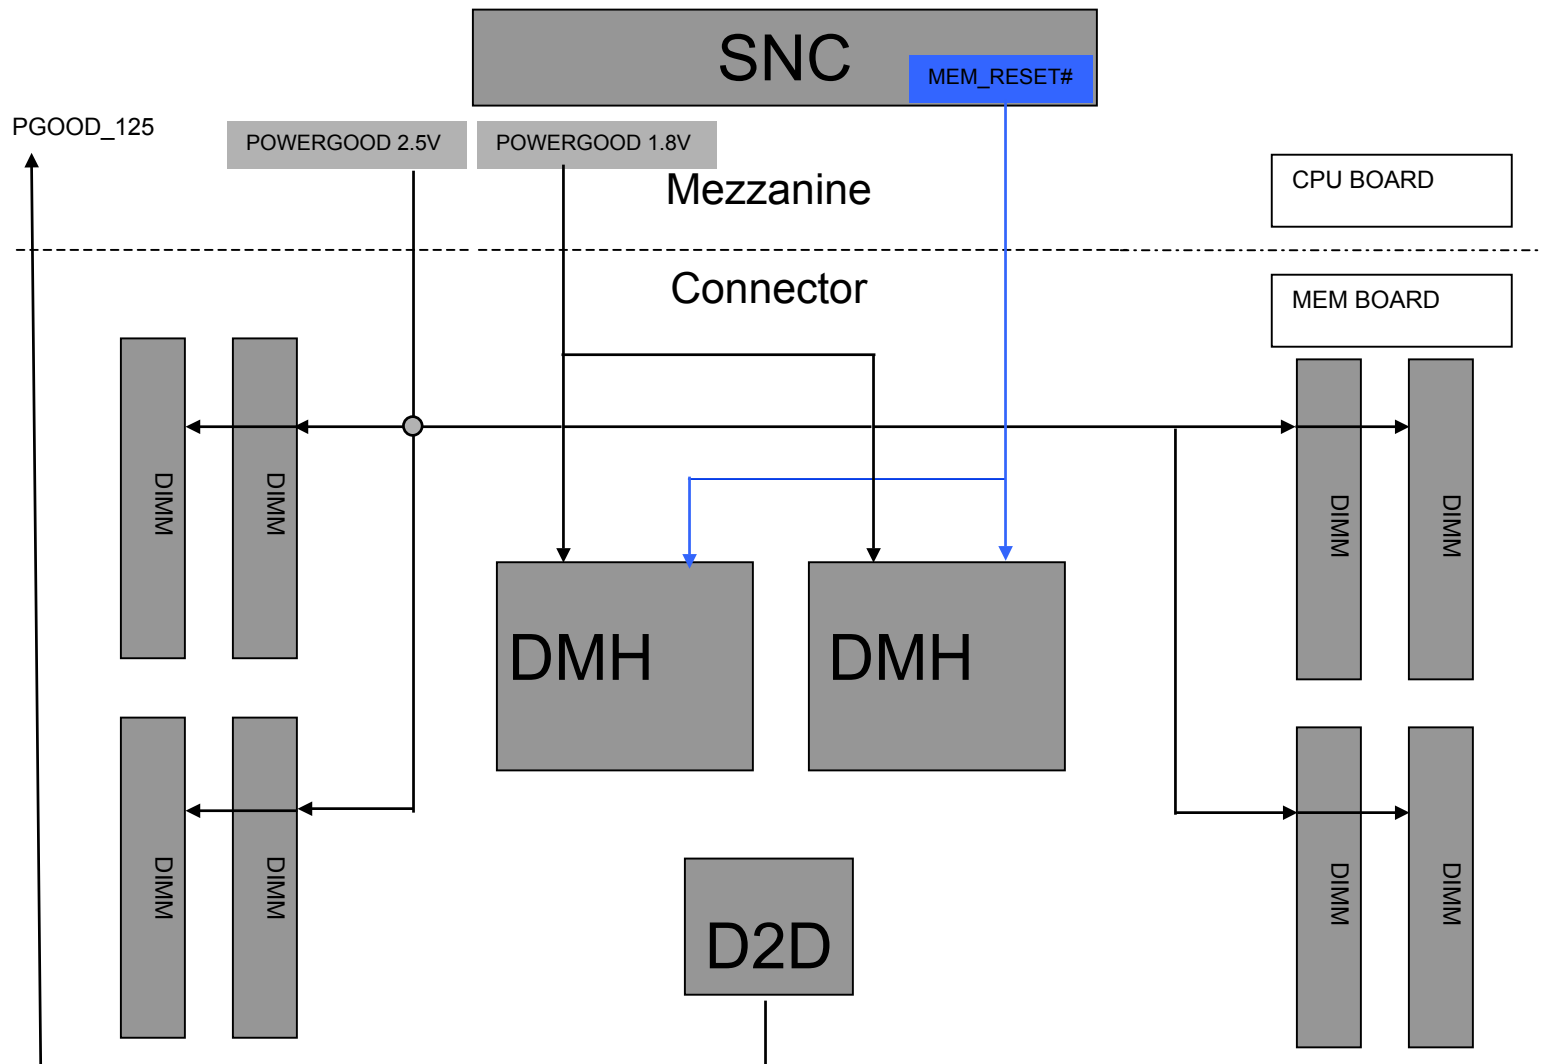 SNC
MEM_RESET#
PGOOD_125
POWERGOOD 2.5V
POWERGOOD 1.8V
Mezzanine
CPU BOARD
Connector
MEM BOARD
DIMM
DIMM
DIMM
DIMM
DMH
DMH
DIMM
DIMM
DIMM
DIMM
D2D